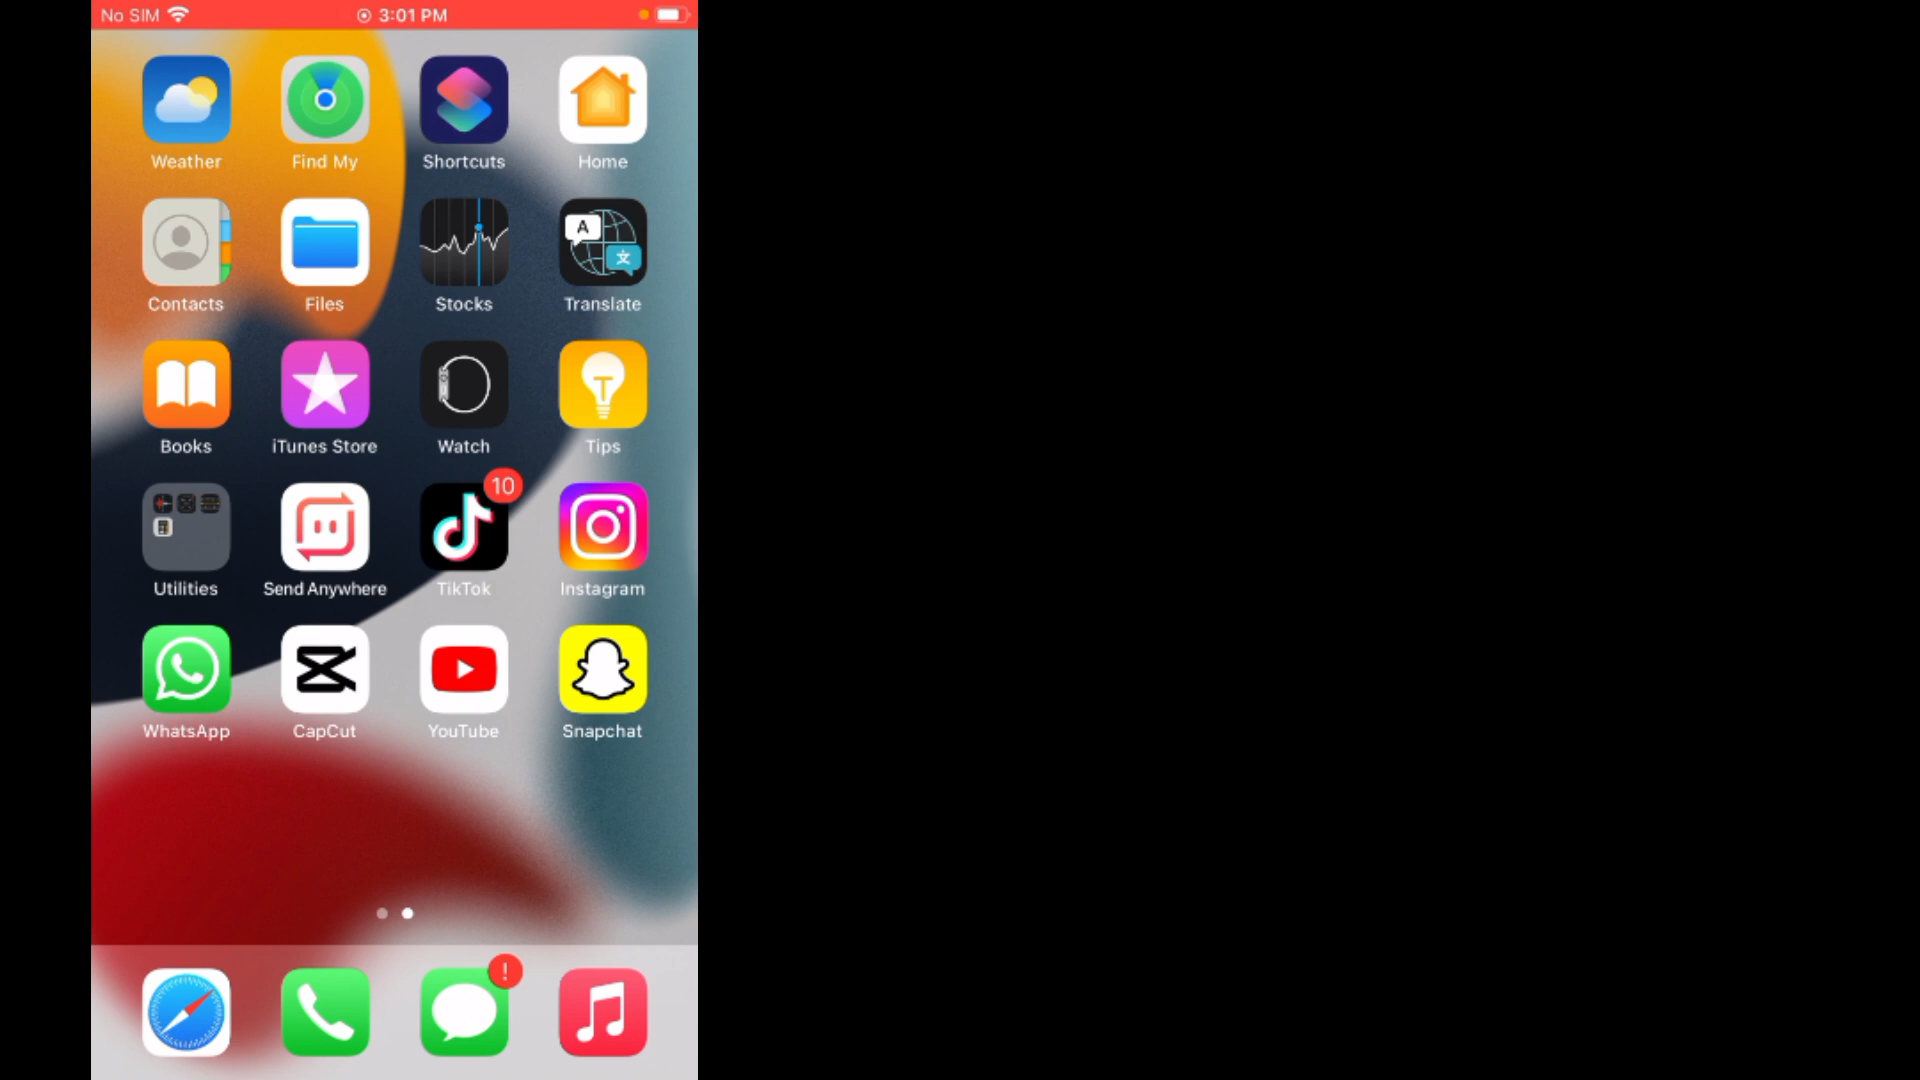 No SIM 3:01 PM
Weather Find My Shortcuts Home
A 文
Contacts Files Stocks Translate
Books iTunes Store Watch Tips
10
Utilities Send Anywhere TikTok Instagram
WhatsApp CapCut YouTube Snapchat
!